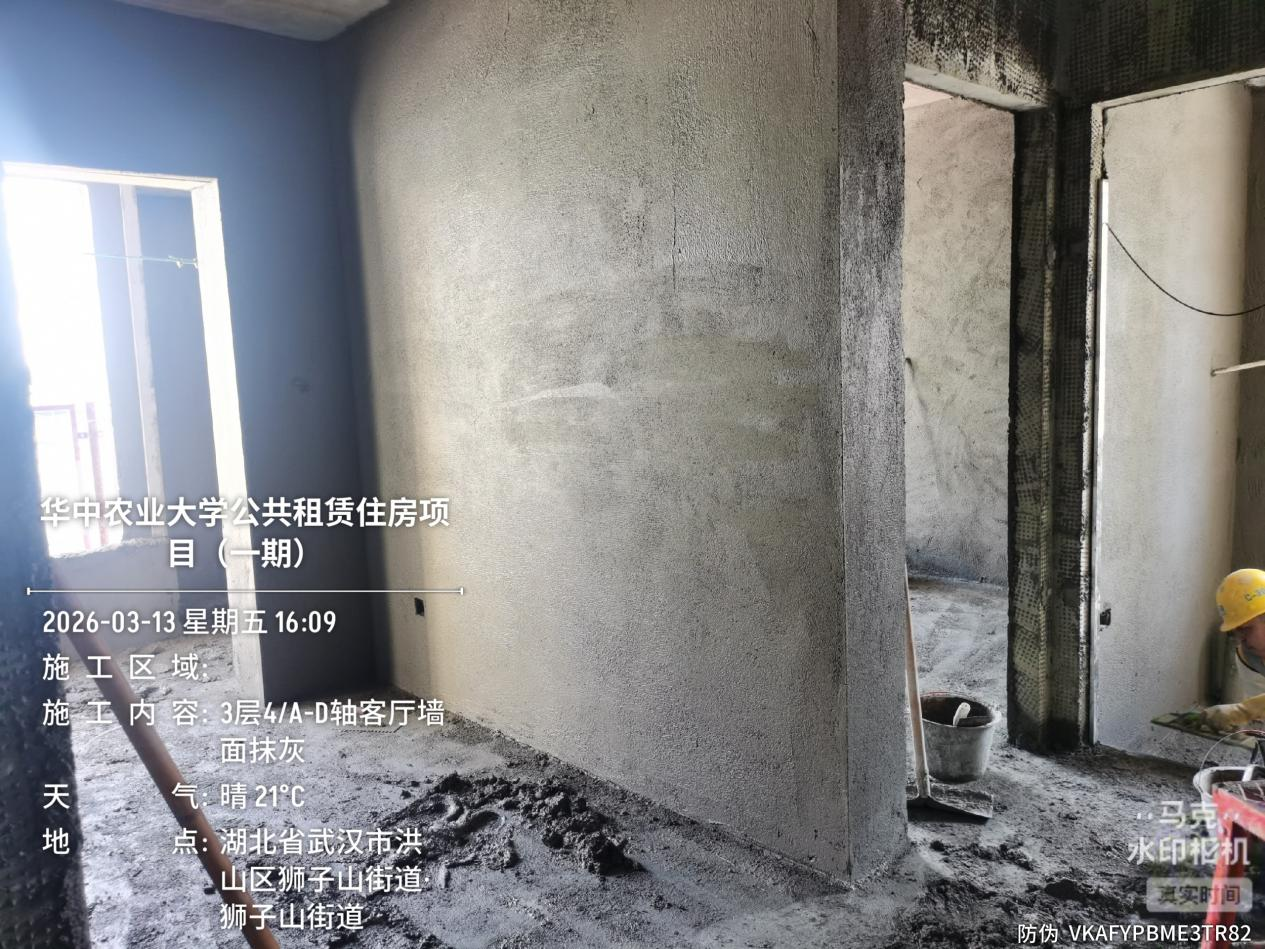 华中农业大学公共租赁住房项
目（一期）
2026-03-13 星期五 16:09
施工区域:
施工内容: 3层4/A-D轴客厅墙
面抹灰
天气: 晴 21°C
地点: 湖北省武汉市洪
山区狮子山街道·
狮子山街道
马克
水印相机
真实时间
防伪 VKAFYPBME3TR82